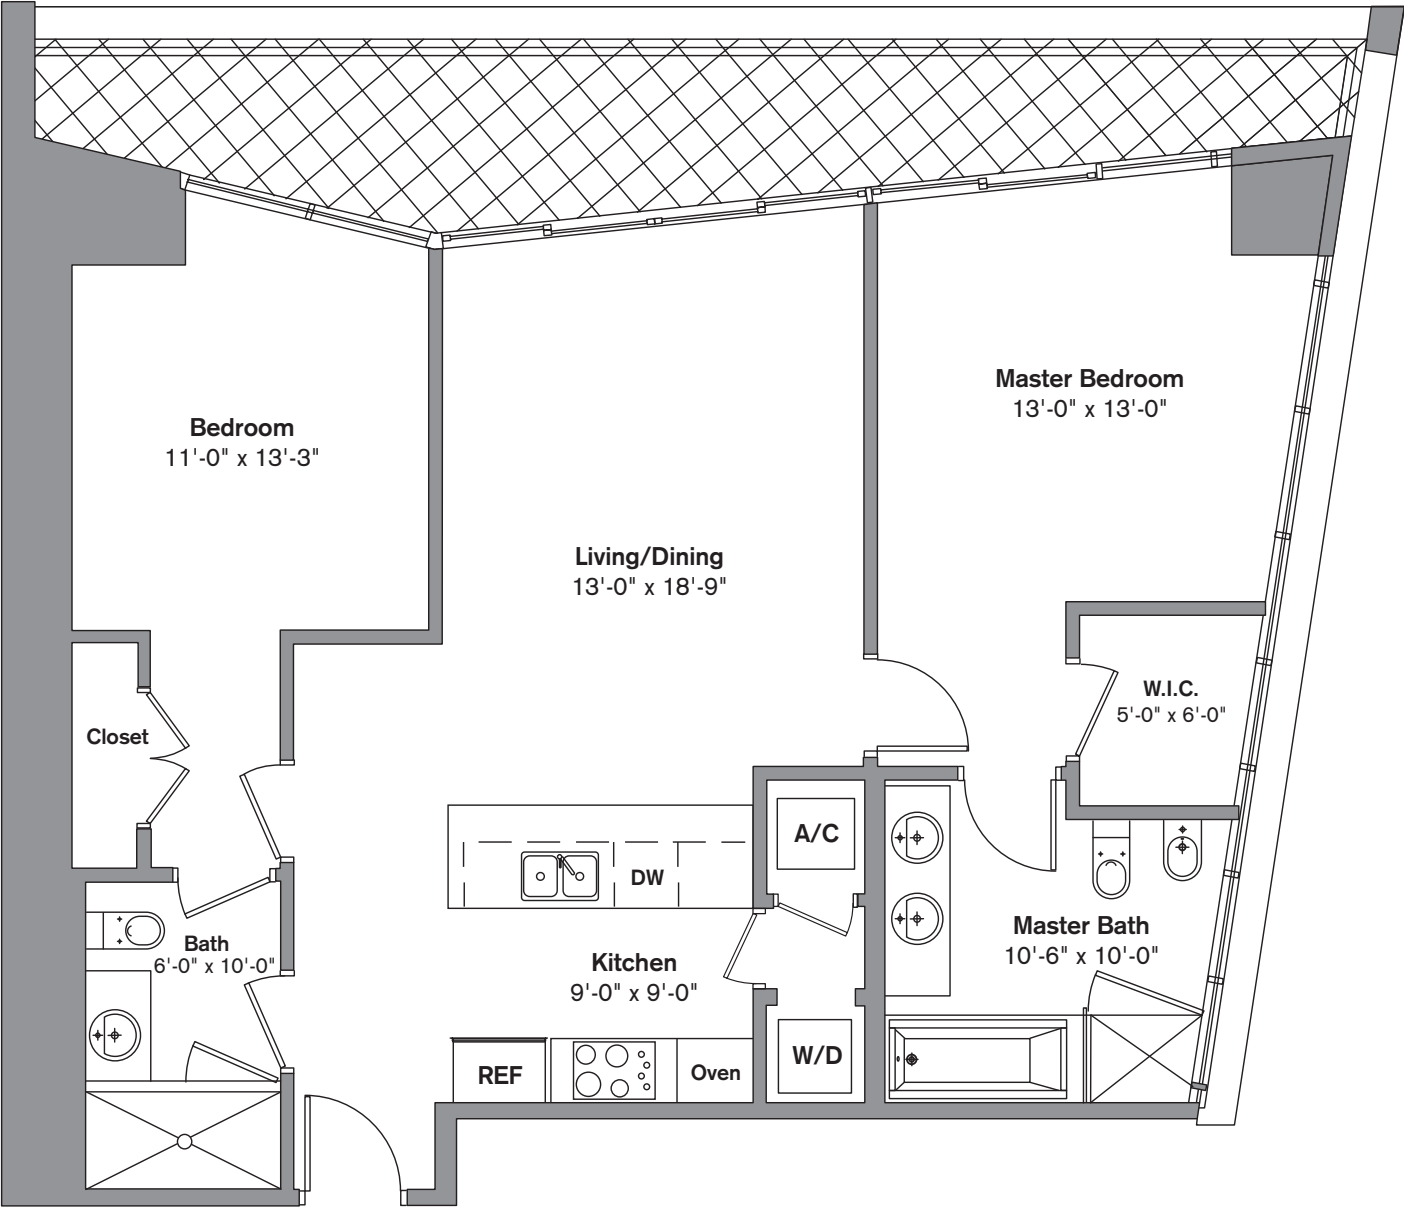 Master Bedroom
13'-0" x 13'-0"
Bedroom
11'-0" x 13'-3"
Living/Dining
13'-0" x 18'-9"
W.I.C.
5'-0" x 6'-0"
Closet
A/C
DW
Master Bath
10'-6" x 10'-0"
Bath
6'-0" x 10'-0"
Kitchen
9'-0" x 9'-0"
W/D
REF
Oven